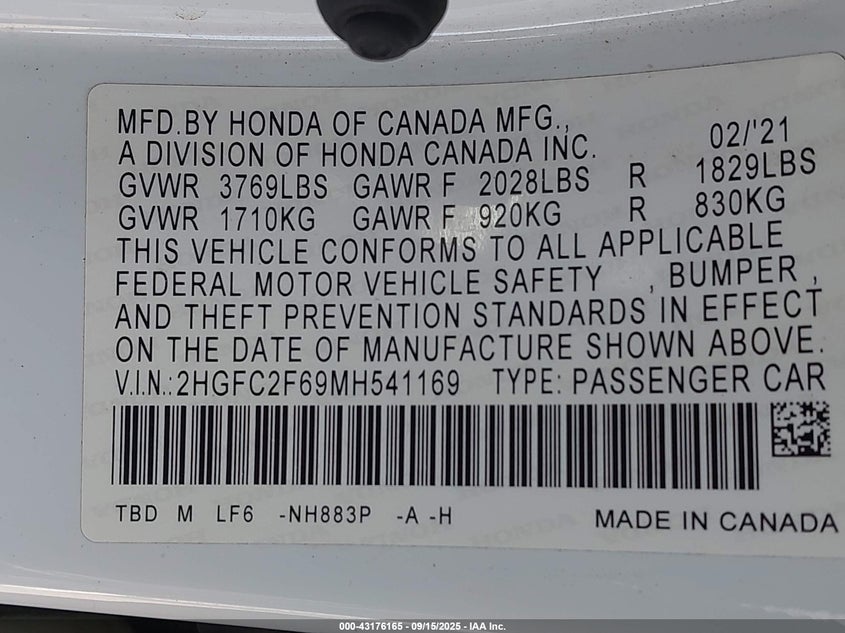 MFD.BY HONDA OF CANADA MFG.,
A DIVISION OF HONDA CANADA INC. 02/'21
GVWR 3769LBS GAWR F 2028LBS R 1829LBS
GVWR 1710KG GAWR F 920KG R 830KG
THIS VEHICLE CONFORMS TO ALL APPLICABLE
FEDERAL MOTOR VEHICLE SAFETY , BUMPER ,
AND THEFT PREVENTION STANDARDS IN EFFECT
ON THE DATE OF MANUFACTURE SHOWN ABOVE.
V.I.N.:2HGFC2F69MH541169 TYPE: PASSENGER CAR
TBD M LF6 -NH883P -A -H MADE IN CANADA
000-43176165 - 09/15/2025 - IAA Inc.